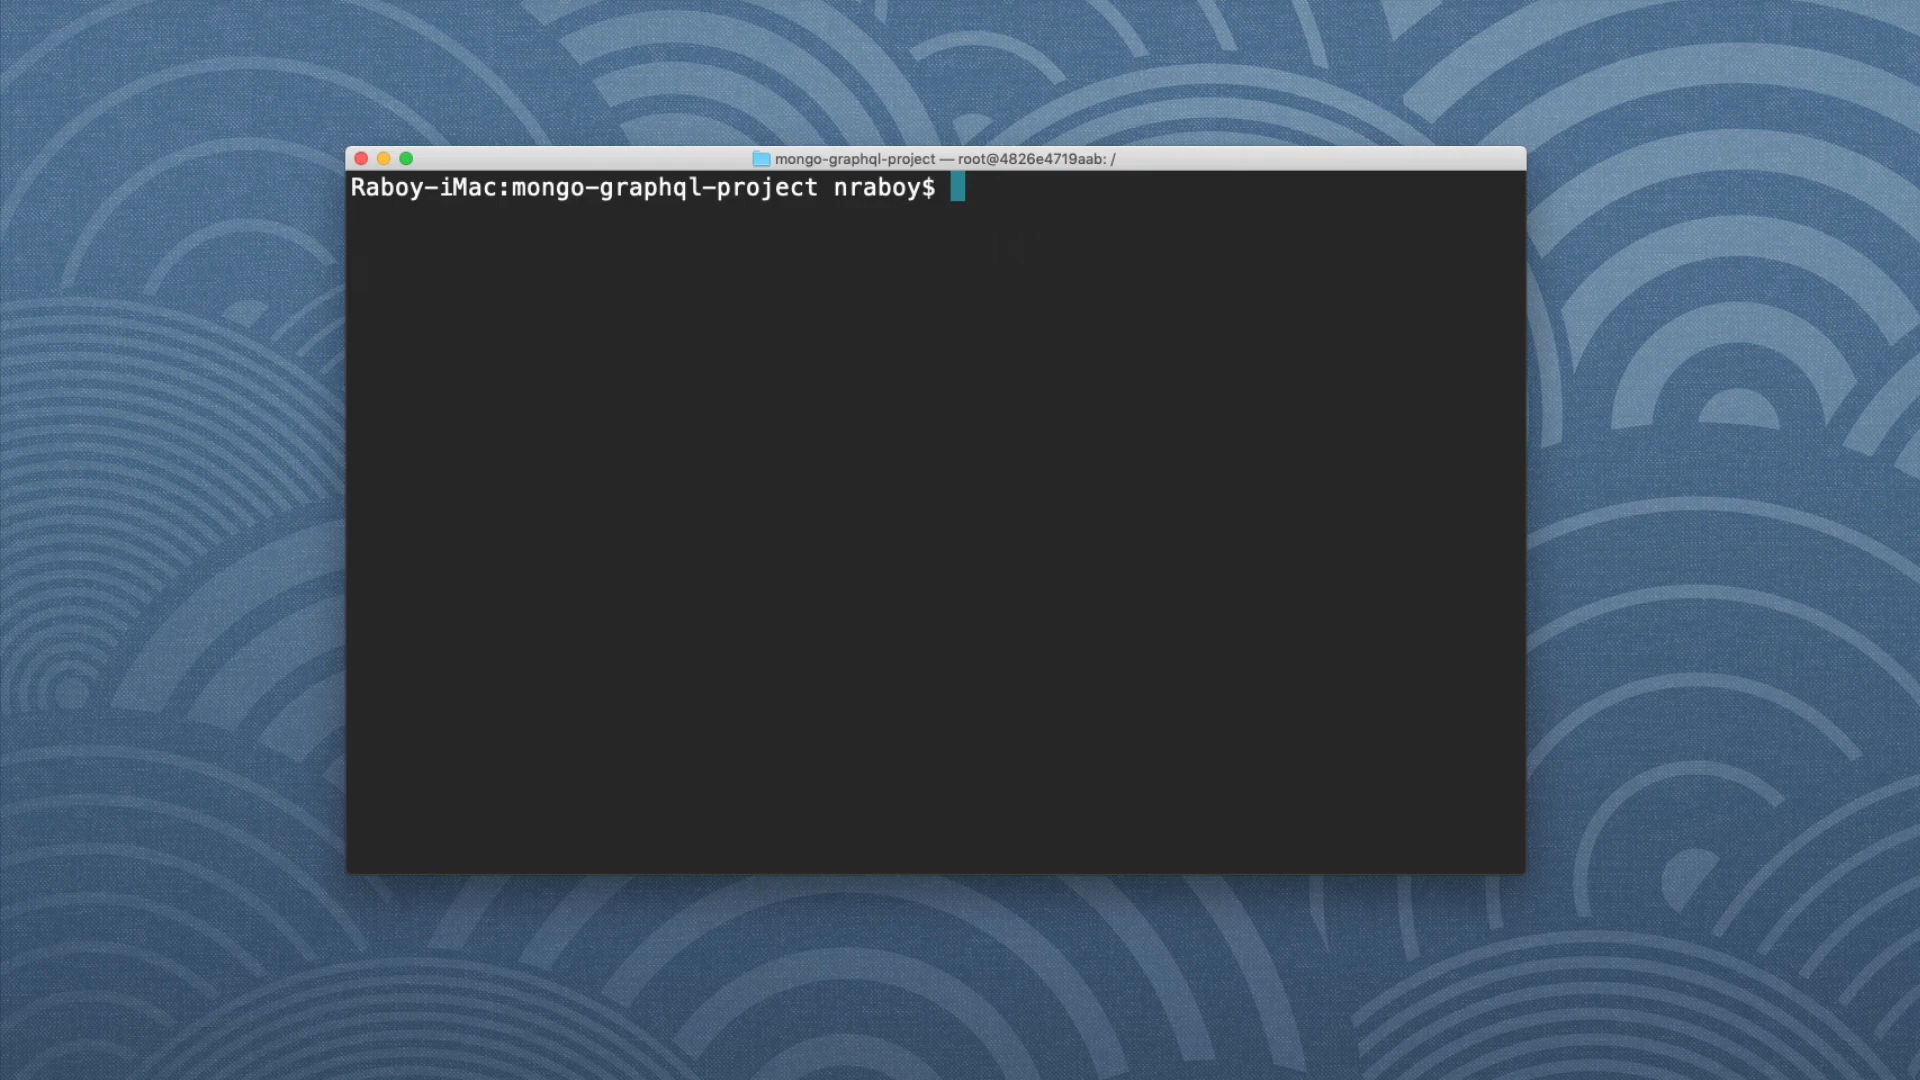 mongo-graphql-project — root@4826e4719aab: /
Raboy-iMac:mongo-graphql-project nraboy$